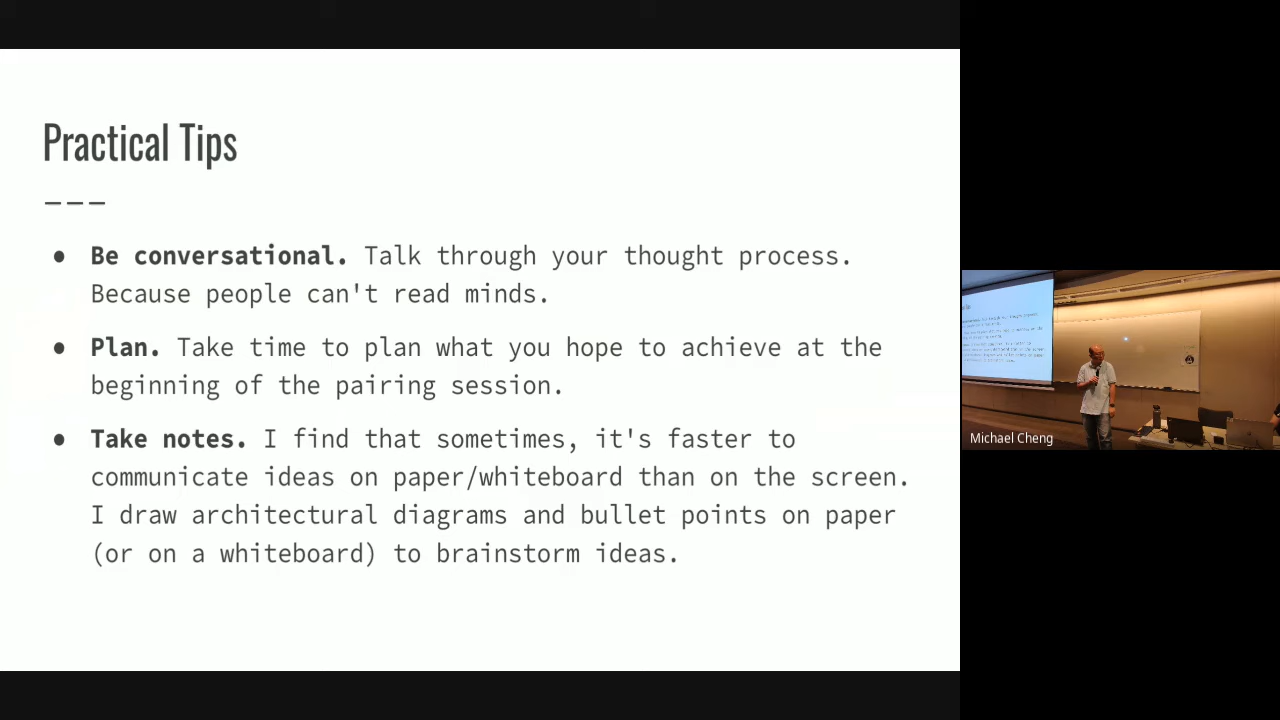 Practical Tips
---
● Be conversational. Talk through your thought process.
Because people can't read minds.
● Plan. Take time to plan what you hope to achieve at the
beginning of the pairing session.
● Take notes. I find that sometimes, it's faster to
communicate ideas on paper/whiteboard than on the screen.
I draw architectural diagrams and bullet points on paper
(or on a whiteboard) to brainstorm ideas.
Michael Cheng